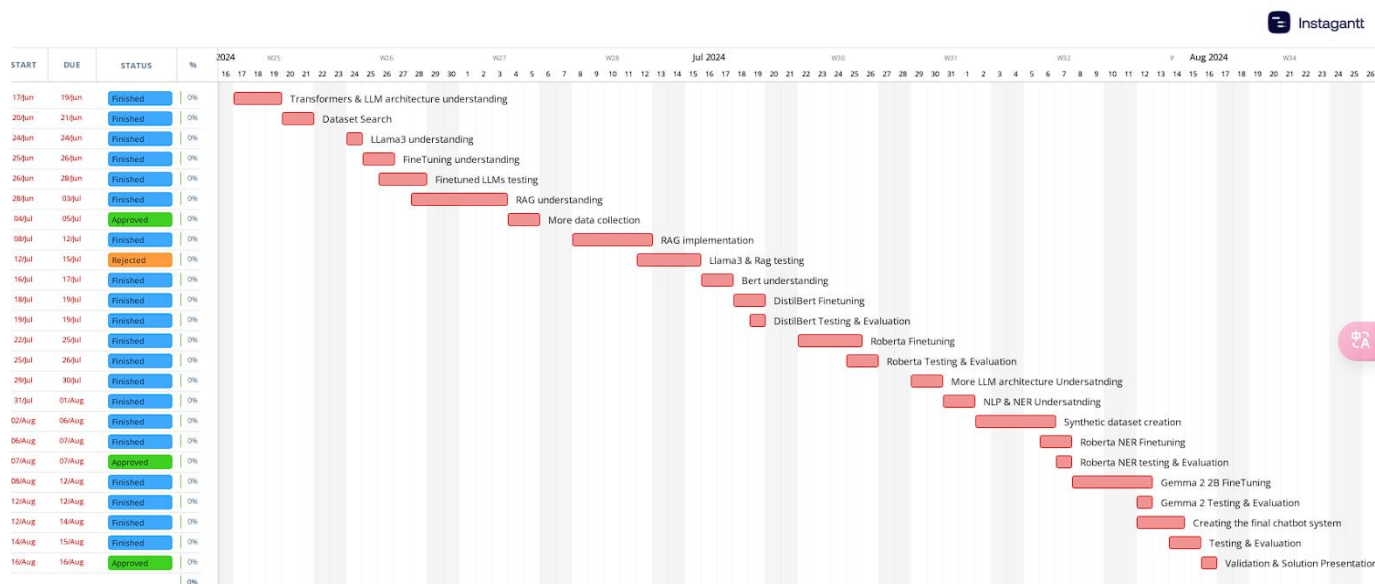 Instagantt
START DUE STATUS %
2024 W25 W26 W27 W28 Jul 2024 W30 W31 W32 Aug 2024 W34
16 17 18 19 20 21 22 23 24 25 26 27 28 29 30 1 2 3 4 5 6 7 8 9 10 11 12 13 14 15 16 17 18 19 20 21 22 23 24 25 26 27 28 29 30 31 1 2 3 4 5 6 7 8 9 10 11 12 13 14 15 16 17 18 19 20 21 22 23 24 25 26
17/Jun 19/Jun Finished 0% Transformers & LLM architecture understanding
20/Jun 21/Jun Finished 0% Dataset Search
24/Jun 24/Jun Finished 0% LLama3 understanding
25/Jun 26/Jun Finished 0% FineTuning understanding
26/Jun 28/Jun Finished 0% Finetuned LLMs testing
28/Jun 03/Jul Finished 0% RAG understanding
04/Jul 05/Jul Approved 0% More data collection
08/Jul 12/Jul Finished 0% RAG implementation
12/Jul 15/Jul Rejected 0% Llama3 & Rag testing
16/Jul 17/Jul Finished 0% Bert understanding
18/Jul 19/Jul Finished 0% DistilBert Finetuning
19/Jul 19/Jul Finished 0% DistilBert Testing & Evaluation
22/Jul 25/Jul Finished 0% Roberta Finetuning
25/Jul 26/Jul Finished 0% Roberta Testing & Evaluation
29/Jul 30/Jul Finished 0% More LLM architecture Undersatnding
31/Jul 01/Aug Finished 0% NLP & NER Undersatnding
02/Aug 06/Aug Finished 0% Synthetic dataset creation
06/Aug 07/Aug Finished 0% Roberta NER Finetuning
07/Aug 07/Aug Approved 0% Roberta NER testing & Evaluation
08/Aug 12/Aug Finished 0% Gemma 2 2B FineTuning
12/Aug 12/Aug Finished 0% Gemma 2 Testing & Evaluation
12/Aug 14/Aug Finished 0% Creating the final chatbot system
14/Aug 15/Aug Finished 0% Testing & Evaluation
16/Aug 16/Aug Approved 0% Validation & Solution Presentation
0%